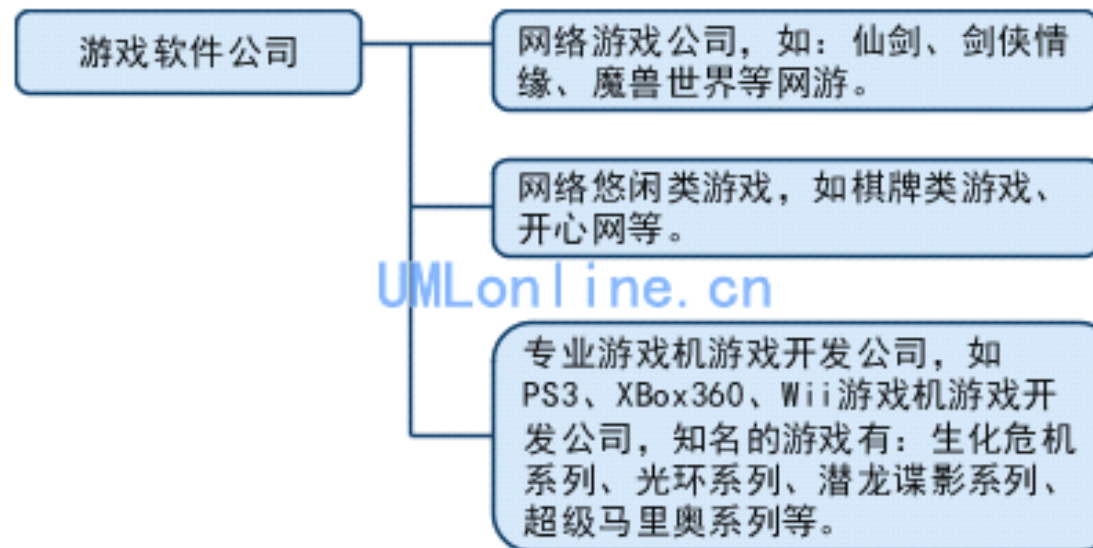 游戏软件公司
网络游戏公司，如：仙剑、剑侠情
缘、魔兽世界等网游。
网络悠闲类游戏，如棋牌类游戏、
开心网等。
UMLonline.cn
专业游戏机游戏开发公司，如
PS3、XBox360、Wii游戏机游戏开
发公司，知名的游戏有：生化危机
系列、光环系列、潜龙谍影系列、
超级马里奥系列等。